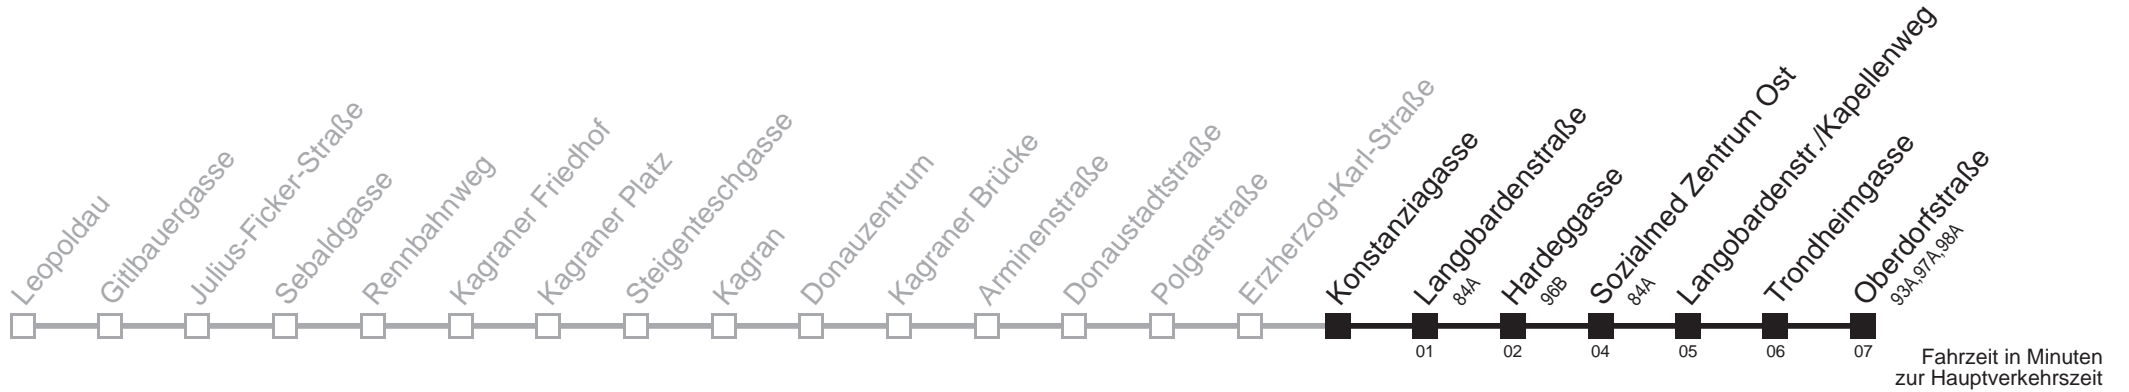 Leopoldau
Gitlbauergasse
Julius-Ficker-Straße
Sebaldgasse
Rennbahnweg
Kagraner Friedhof
Kagraner Platz
Steigenteschgasse
Kagran
Donauzentrum
Kagraner Brücke
Arminenstraße
Donaustadtstraße
Polgarstraße
Erzherzog-Karl-Straße
Konstanziagasse
Langobardenstraße
84A
Hardeggasse
96B
Sozialmed Zentrum Ost
84A
Langobardenstr./Kapellenweg
Trondheimgasse
Oberdorfstraße
93A,97A,98A
01
02
04
05
06
07
Fahrzeit in Minuten
zur Hauptverkehrszeit